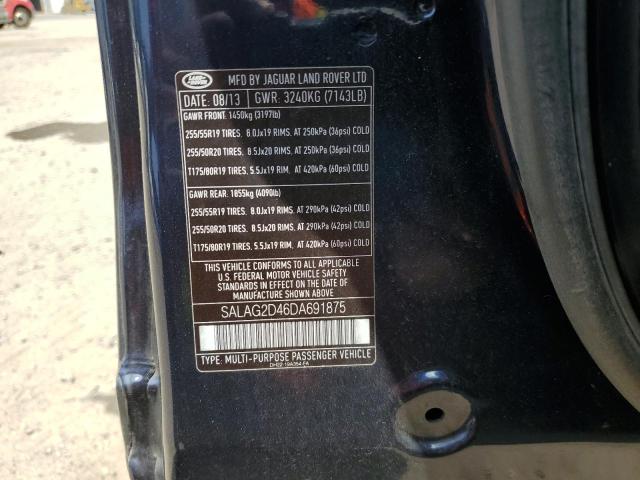 LAND ROVER
MFD BY JAGUAR LAND ROVER LTD
DATE: 08/13 GWR. 3240KG (7143LB)
GAWR FRONT: 1450kg (3197lb)
255/55R19 TIRES. 8.0Jx19 RIMS. AT 250kPa (36psi) COLD
255/50R20 TIRES. 8.5Jx20 RIMS. AT 250kPa (36psi) COLD
T175/80R19 TIRES. 5.5Jx19 RIM. AT 420kPa (60psi) COLD
GAWR REAR. 1855kg (4090lb)
255/55R19 TIRES. 8.0Jx19 RIMS. AT 290kPa (42psi) COLD
255/50R20 TIRES. 8.5Jx20 RIMS. AT 290kPa (42psi) COLD
T175/80R19 TIRES. 5.5Jx19 RIM. AT 420kPa (60psi) COLD
THIS VEHICLE CONFORMS TO ALL APPLICABLE
U.S. FEDERAL MOTOR VEHICLE SAFETY
STANDARDS IN EFFECT ON THE DATE OF
MANUFACTURE SHOWN ABOVE
SALAG2D46DA691875
TYPE: MULTI-PURPOSE PASSENGER VEHICLE